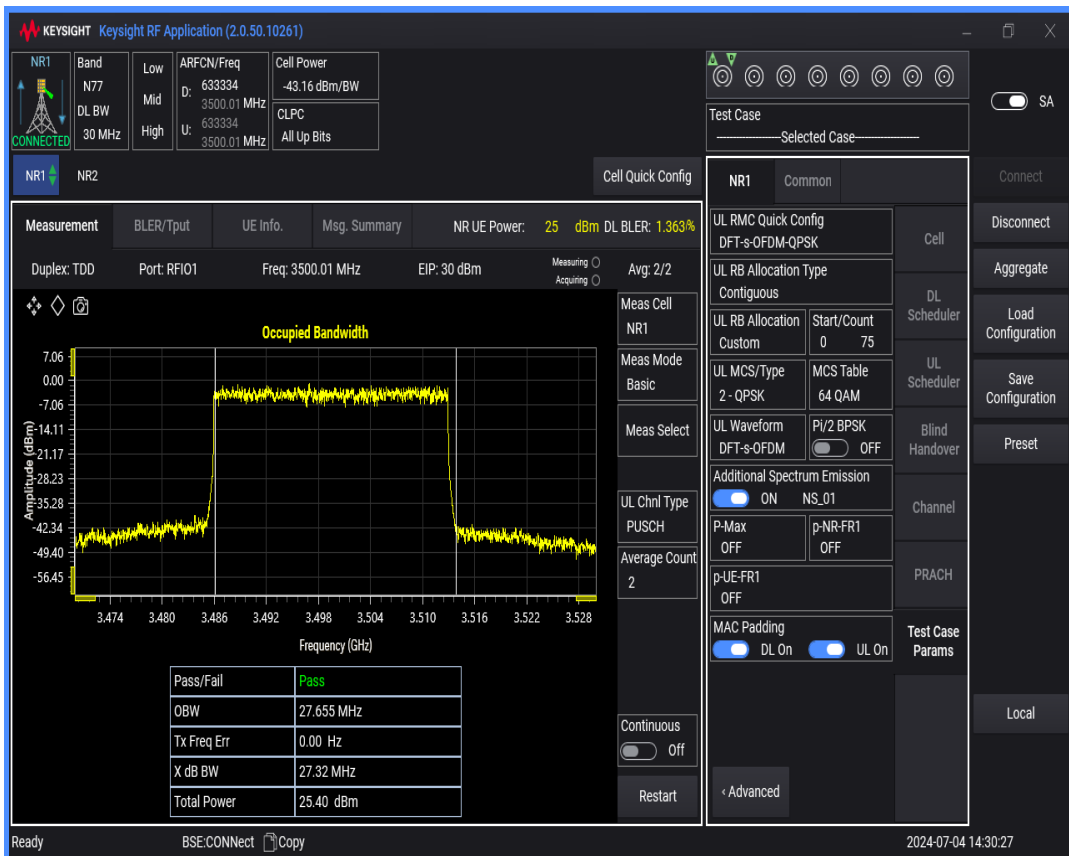 KEYSIGHT Keysight RF Application (2.0.50.10261)
NR1
CONNECTED
Band
N77
DL BW
30 MHz
Low
Mid
High
ARFCN/Freq
D: 633334
3500.01 MHz
U: 633334
3500.01 MHz
Cell Power
-43.16 dBm/BW
CLPC
All Up Bits
Test Case
---Selected Case---
SA
NR1 NR2 Cell Quick Config
Measurement BLER/Tput UE Info. Msg. Summary NR UE Power: 25 dBm DL BLER: 1.363%
Duplex: TDD Port: RFIO1 Freq: 3500.01 MHz EIP: 30 dBm Measuring Avg: 2/2
Acquiring
Occupied Bandwidth
Amplitude (dBm)
7.06
0.00
-7.06
-14.11
-21.17
-28.23
-35.28
-42.34
-49.40
-56.45
3.474 3.480 3.486 3.492 3.498 3.504 3.510 3.516 3.522 3.528
Frequency (GHz)
Pass/Fail Pass
OBW 27.655 MHz
Tx Freq Err 0.00 Hz
X dB BW 27.32 MHz
Total Power 25.40 dBm
Meas Cell
NR1
Meas Mode
Basic
Meas Select
UL Chnl Type
PUSCH
Average Count
2
Continuous
Off
Restart
NR1 Common
UL RMC Quick Config
DFT-s-OFDM-QPSK
UL RB Allocation Type
Contiguous
UL RB Allocation
Custom
Start/Count
0 75
UL MCS/Type
2 - QPSK
MCS Table
64 QAM
UL Waveform
DFT-s-OFDM
Pi/2 BPSK
OFF
Additional Spectrum Emission
ON NS_01
P-Max
OFF
p-NR-FR1
OFF
p-UE-FR1
OFF
MAC Padding
DL On UL On
‹ Advanced
Cell
DL
Scheduler
UL
Scheduler
Blind
Handover
Channel
PRACH
Test Case
Params
Connect
Disconnect
Aggregate
Load
Configuration
Save
Configuration
Preset
Local
Ready BSE:CONNect Copy 2024-07-04 14:30:27